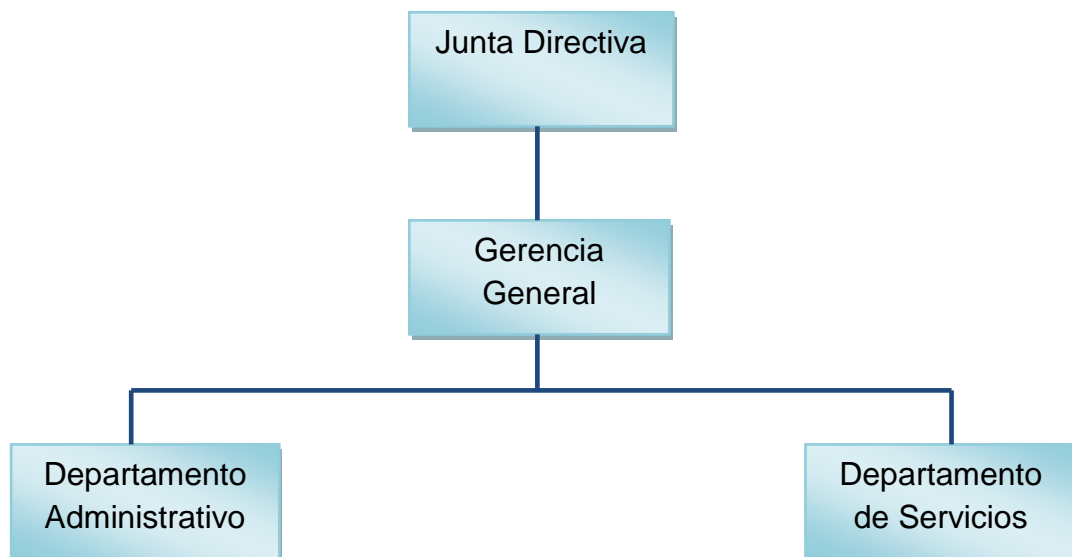 Junta Directiva
Gerencia
General
Departamento
Administrativo
Departamento
de Servicios